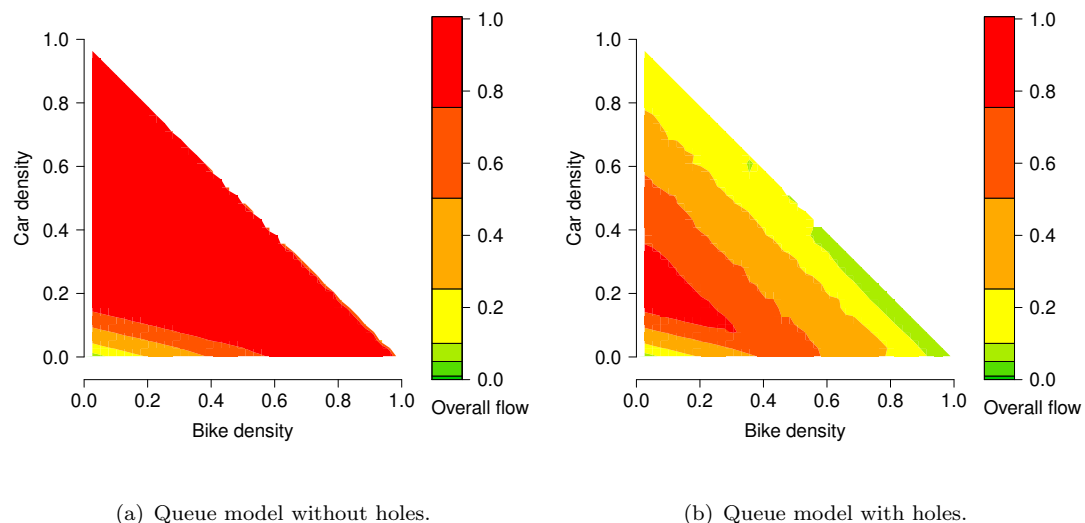 1.0
0.8
0.6
0.4
0.2
0.0
Car density
0.0 0.2 0.4 0.6 0.8 1.0
Bike density
1.0
0.8
0.6
0.4
0.2
0.0
Overall flow
(a) Queue model without holes.
1.0
0.8
0.6
0.4
0.2
0.0
Car density
0.0 0.2 0.4 0.6 0.8 1.0
Bike density
1.0
0.8
0.6
0.4
0.2
0.0
Overall flow
(b) Queue model with holes.